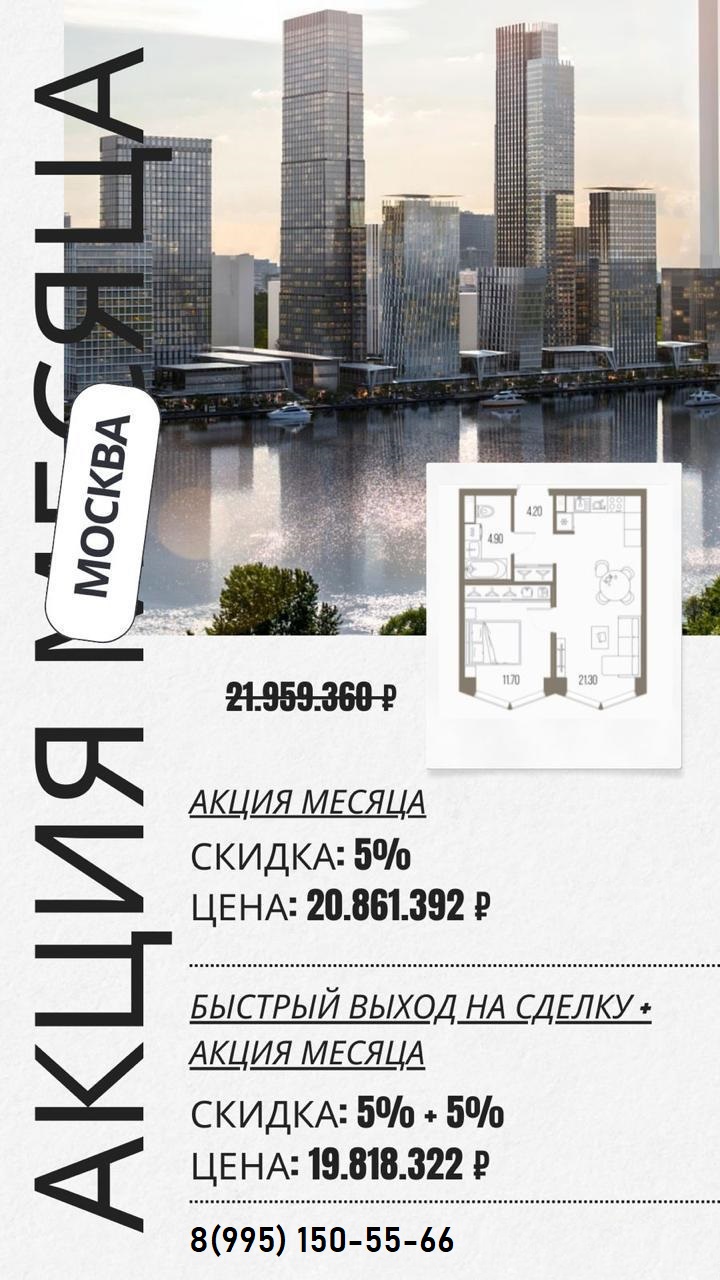 АКЦИЯ МЕСЯЦА
МОСКВА
4.20
4.90
11.70
21.30
21.959.360 ₽
АКЦИЯ МЕСЯЦА
СКИДКА: 5%
ЦЕНА: 20.861.392 ₽
БЫСТРЫЙ ВЫХОД НА СДЕЛКУ +
АКЦИЯ МЕСЯЦА
СКИДКА: 5% + 5%
ЦЕНА: 19.818.322 ₽
8(995) 150-55-66